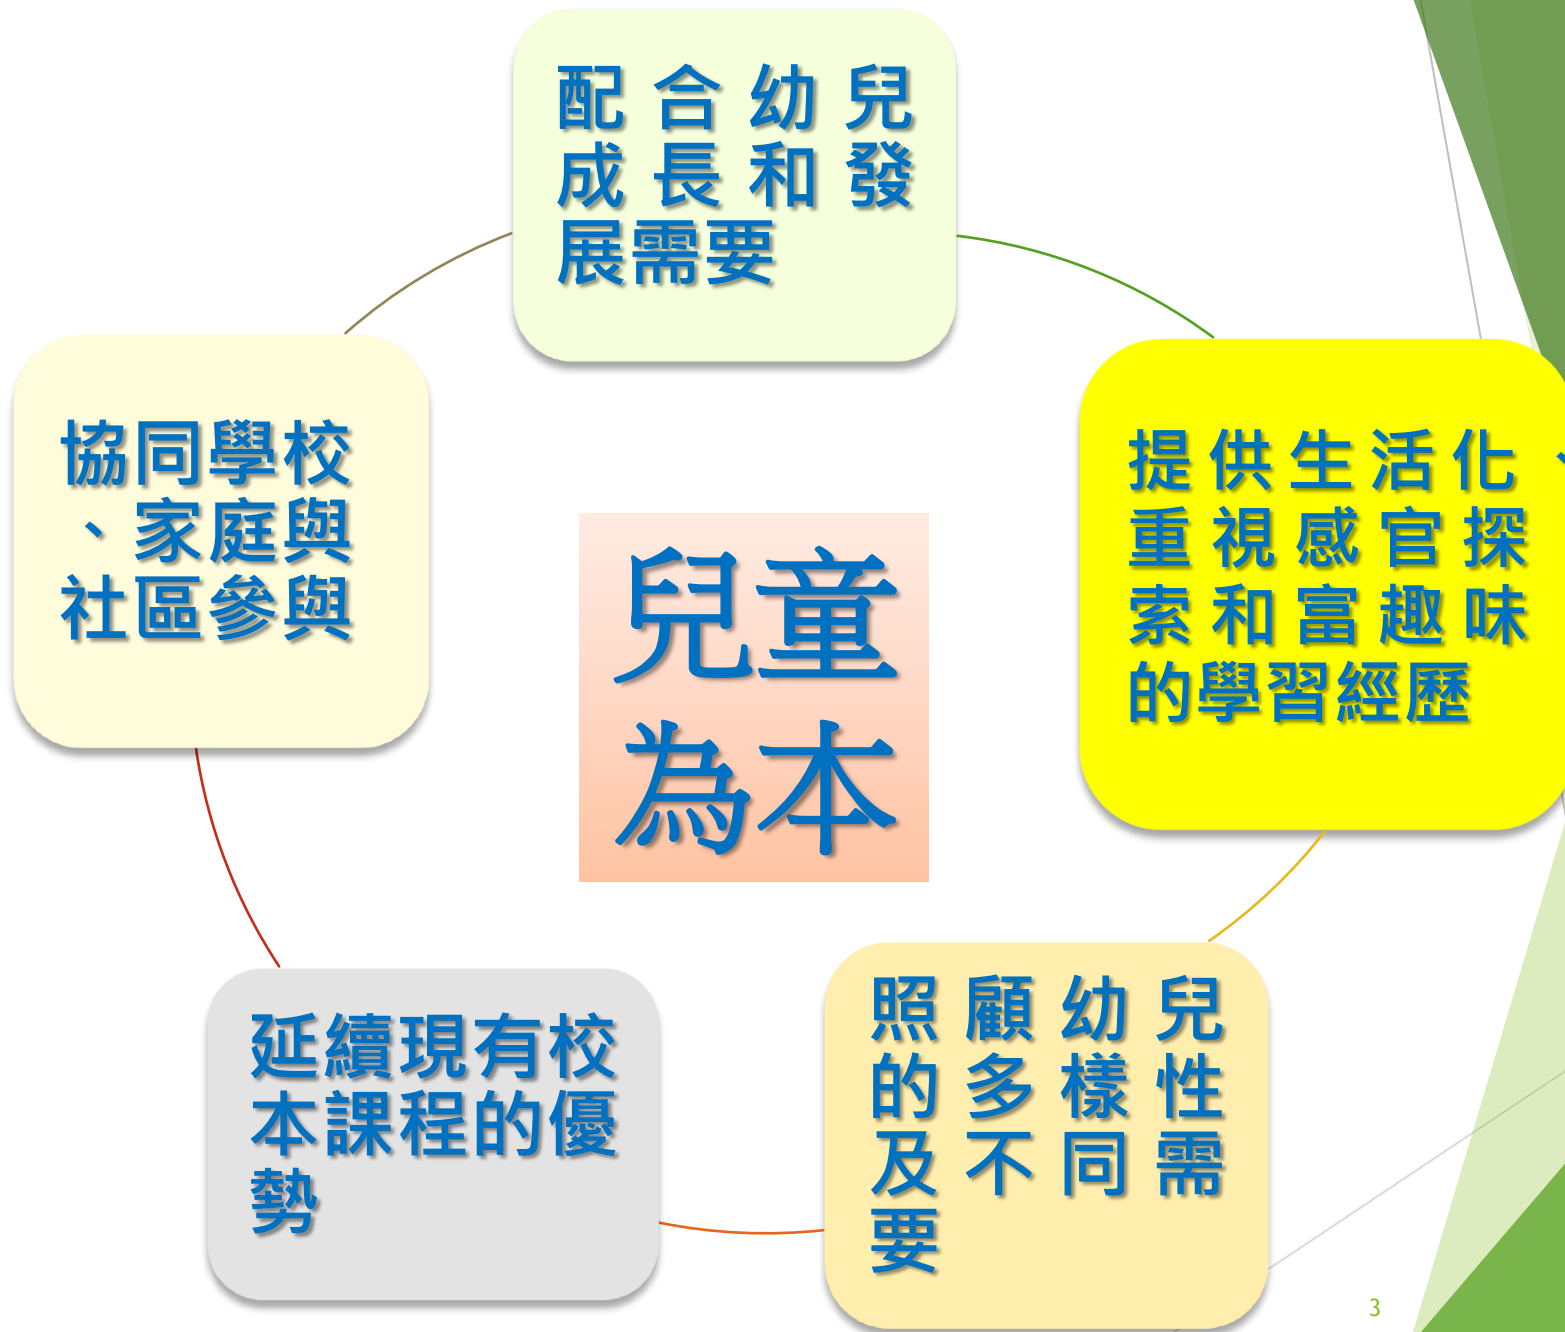 配合幼兒
成長和發
展需要
提供生活化、
重視感官探
索和富趣味
的學習經歷
照顧幼兒
的多樣性
及不同需
要
延續現有校
本課程的優
勢
協同學校
、家庭與
社區參與
兒童
為本
3